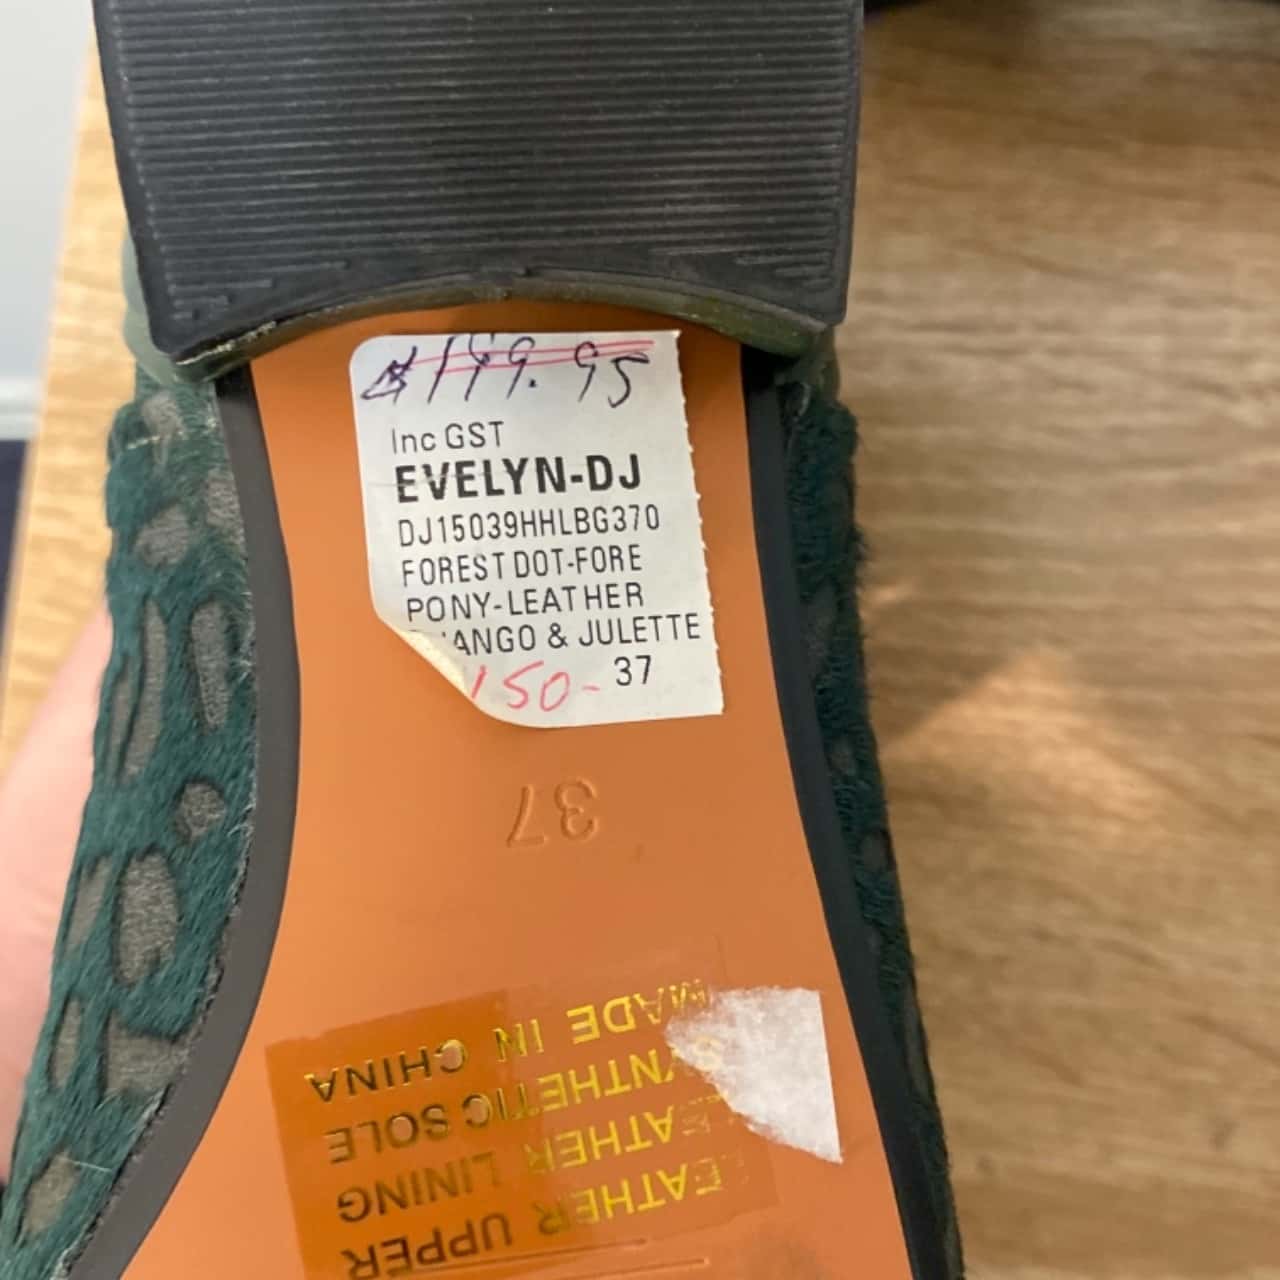 $199.95
Inc GST
EVELYN-DJ
DJ15039HHLBG370
FOREST DOT-FORE
PONY-LEATHER
ANGO & JULETTE
150- 37
37
LEATHER UPPER
LEATHER LINING
SYNTHETIC SOLE
MADE IN CHINA